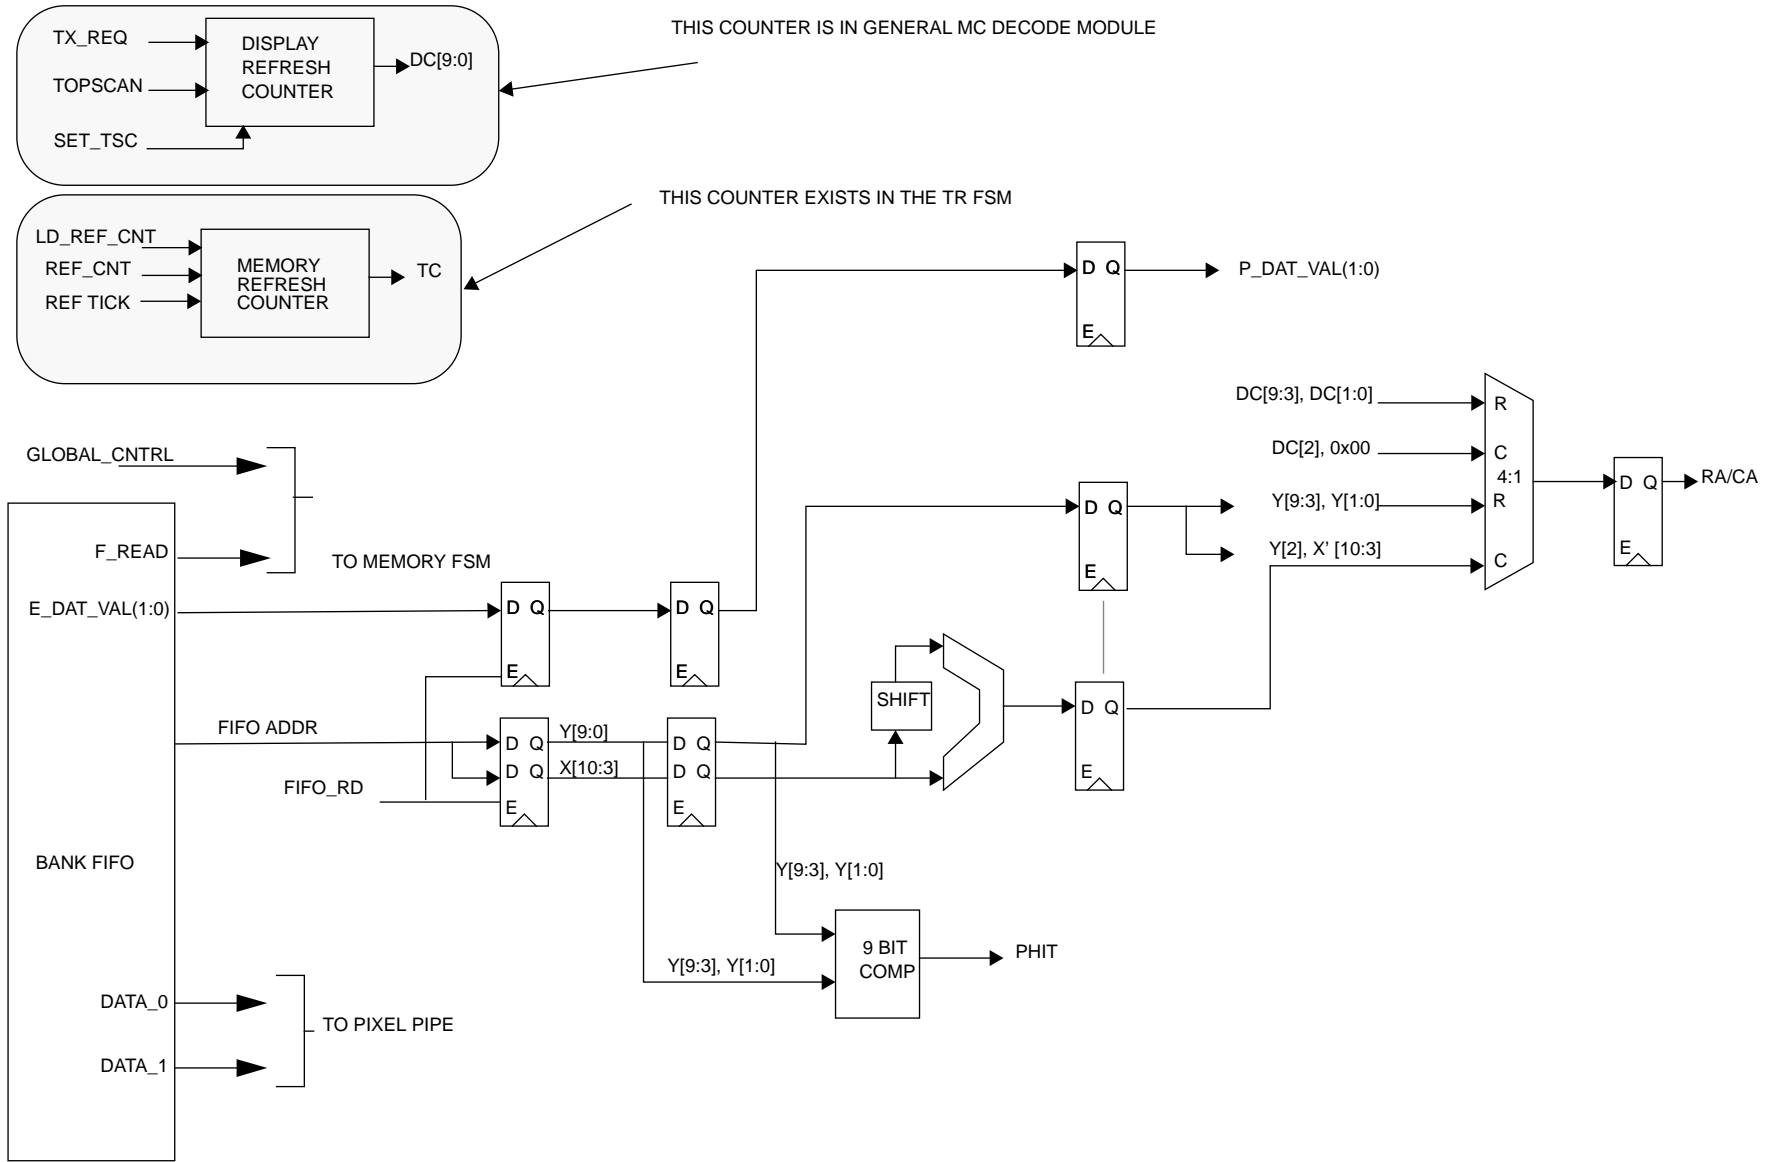 THIS COUNTER IS IN GENERAL MC DECODE MODULE
TX_REQ
TOPSCAN
SET_TSC
DISPLAY
REFRESH
COUNTER
DC[9:0]
THIS COUNTER EXISTS IN THE TR FSM
LD_REF_CNT
REF_CNT
REF TICK
MEMORY
REFRESH
COUNTER
TC
D Q
E
P_DAT_VAL(1:0)
DC[9:3], DC[1:0]
DC[2], 0x00
Y[9:3], Y[1:0]
Y[2], X' [10:3]
R
C
4:1
R
C
D Q
E
RA/CA
GLOBAL_CNTRL
F_READ
TO MEMORY FSM
E_DAT_VAL(1:0)
D Q
E
D Q
E
D Q
E
FIFO ADDR
FIFO_RD
D Q
D Q
E
Y[9:0]
X[10:3]
D Q
D Q
E
SHIFT
D Q
E
BANK FIFO
Y[9:3], Y[1:0]
Y[9:3], Y[1:0]
9 BIT
COMP
PHIT
DATA_0
DATA_1
TO PIXEL PIPE